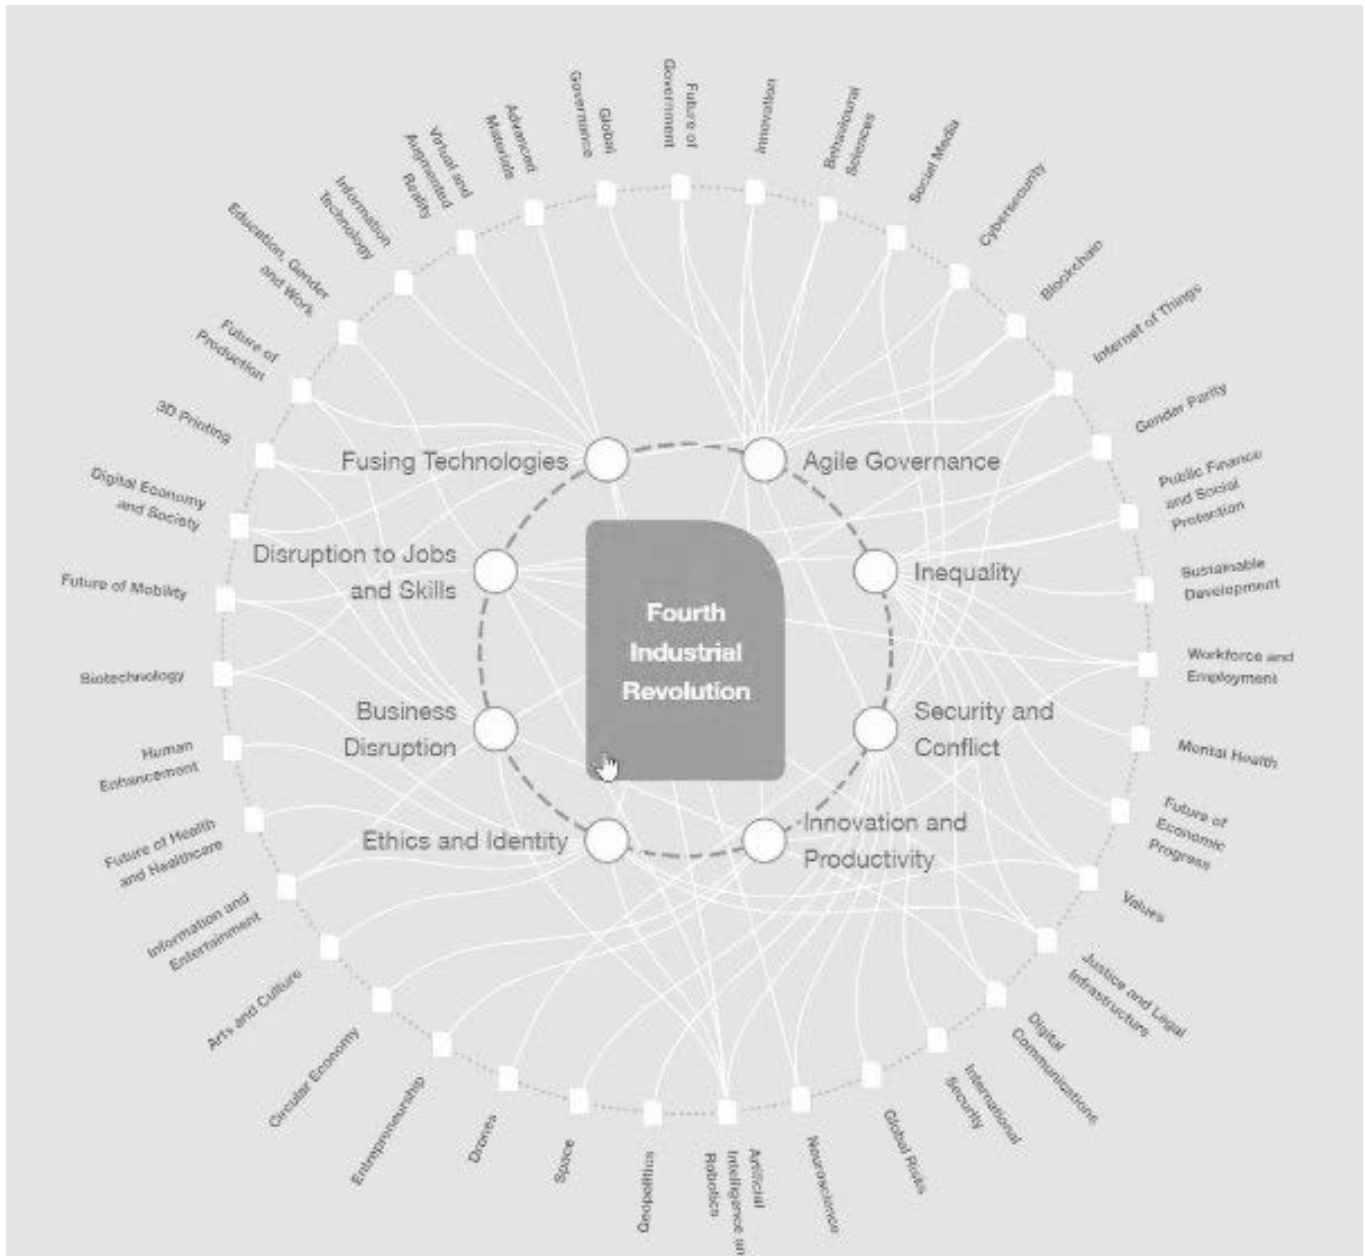 Global
Governance
Future of
Government
Innovation
Behavioural
Sciences
Social Media
Cybersecurity
Blockchain
Internet of Things
Gender Parity
Public Finance
and Social
Protection
Sustainable
Development
Workforce and
Employment
Mental Health
Future of
Economic
Progress
Values
Justice and Legal
Infrastructure
Digital
Communications
International
Security
Global Risks
Neuroscience
Artificial
Intelligence an
Robotics
Geopolitics
Space
Drones
Entrepreneurship
Circular Economy
Arts and Culture
Information and
Entertainment
Future of Health
and Healthcare
Human
Enhancement
Biotechnology
Future of Mobility
Digital Economy
and Society
3D Printing
Future of
Production
Education, Gender
and Work
Information
Technology
Virtual and
Augmented
Reality
Advanced
Materials
Fusing Technologies
Agile Governance
Disruption to Jobs
and Skills
Inequality
Business
Disruption
Security and
Conflict
Ethics and Identity
Innovation and
Productivity
Fourth
Industrial
Revolution